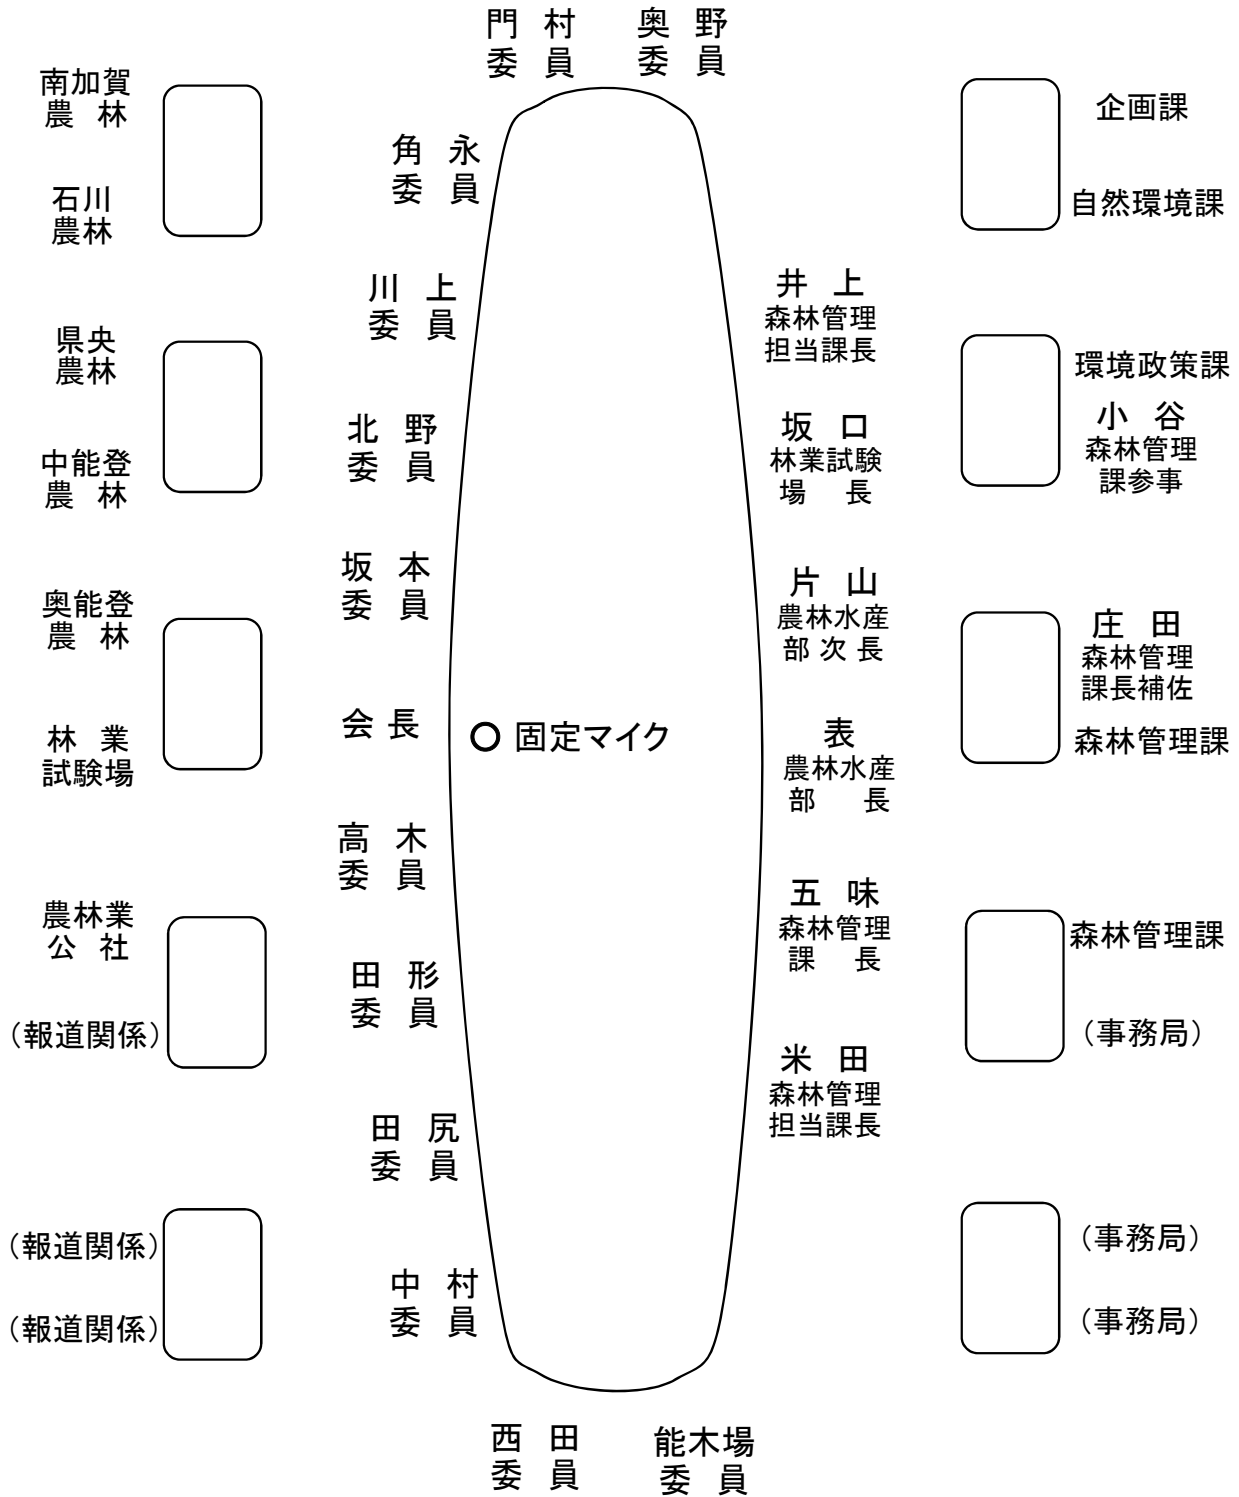 門村 奥野
委員 委員
南加賀
農林
石川
農林
県央
農林
中能登
農林
奥能登
農林
林業
試験場
農林業
公社
（報道関係）
（報道関係）
（報道関係）
角永
委員
川上
委員
北野
委員
坂本
委員
会長
高木
委員
田形
委員
田尻
委員
中村
委員
固定マイク
井上
森林管理
担当課長
坂口
林業試験
場長
片山
農林水産
部次長
表
農林水産
部長
五味
森林管理
課長
米田
森林管理
担当課長
企画課
自然環境課
環境政策課
小谷
森林管理
課参事
庄田
森林管理
課長補佐
森林管理課
森林管理課
（事務局）
（事務局）
（事務局）
西田 能木場
委員 委員